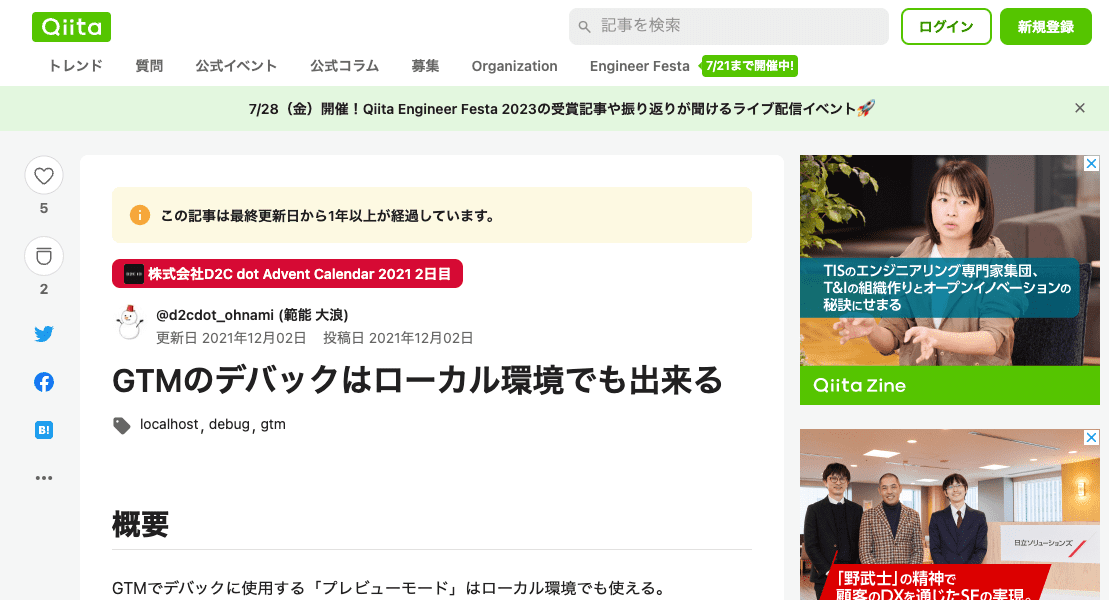 Qiita
記事を検索
ログイン
新規登録
トレンド 質問 公式イベント 公式コラム 募集 Organization Engineer Festa 7/21まで開催中!
7/28（金）開催！Qiita Engineer Festa 2023の受賞記事や振り返りが聞けるライブ配信イベント🚀
5
2
B!
この記事は最終更新日から1年以上が経過しています。
株式会社D2C dot Advent Calendar 2021 2日目
@d2cdot_ohnami (範能 大浪)
更新日 2021年12月02日 投稿日 2021年12月02日
GTMのデバックはローカル環境でも出来る
localhost, debug, gtm
概要
GTMでデバックに使用する「プレビューモード」はローカル環境でも使える。
TISのエンジニアリング専門家集団、
T&Iの組織作りとオープンイノベーションの
秘訣にせまる
Qiita Zine
日立ソリューションズ
「野武士」の精神で
顧客のDXを通じたSEの実現。